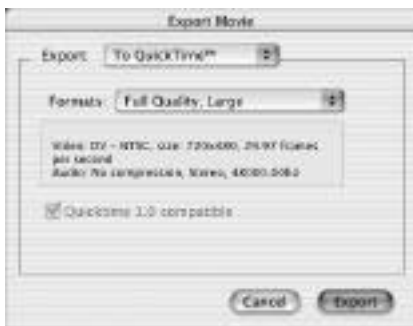 Export Movie
Export: To QuickTime™
Formats: Full Quality, Large
Video: DV - NTSC, size: 720x480, 29.97 frames
per second
Audio: No compression, Stereo, 48000.00hz
Quicktime 3.0 compatible
Cancel Export